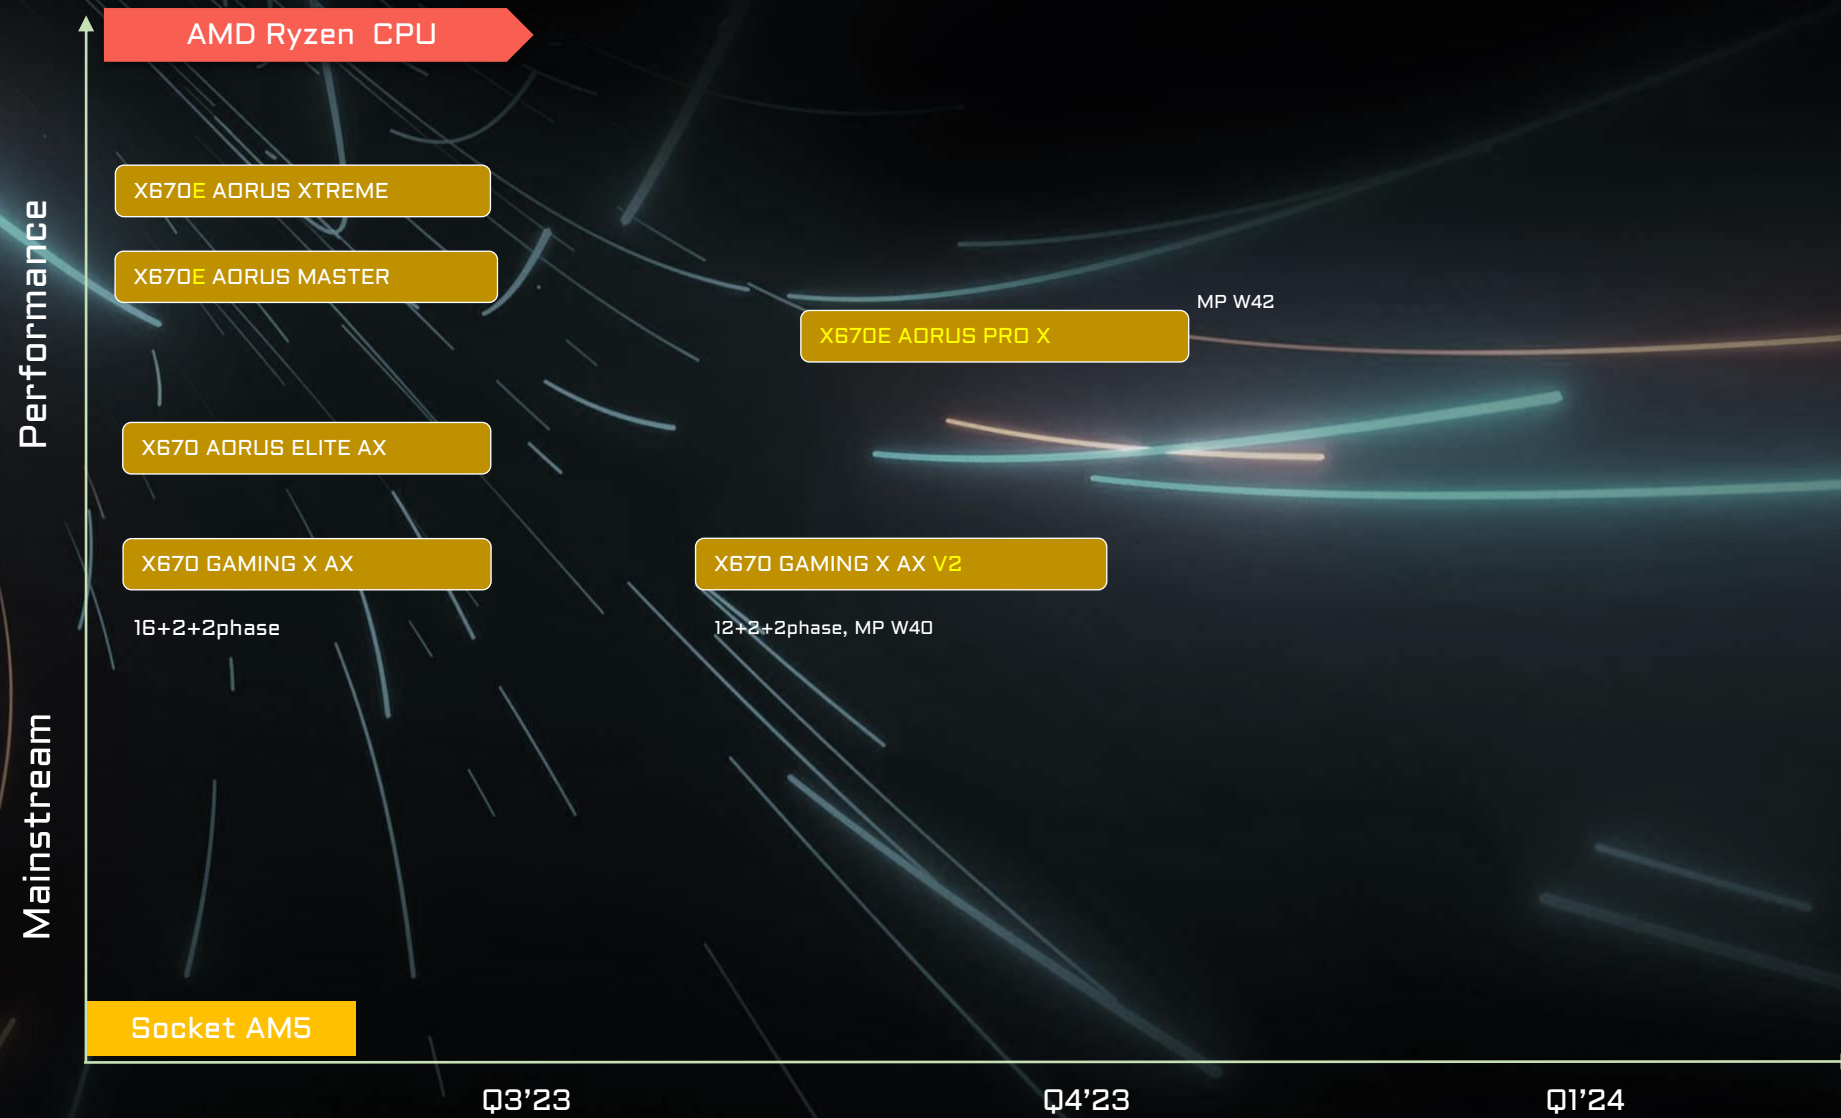 AMD Ryzen CPU
Performance
X670E AORUS XTREME
X670E AORUS MASTER
MP W42
X670E AORUS PRO X
X670 AORUS ELITE AX
X670 GAMING X AX
X670 GAMING X AX V2
16+2+2phase
12+2+2phase, MP W40
Mainstream
Socket AM5
Q3’23
Q4’23
Q1’24